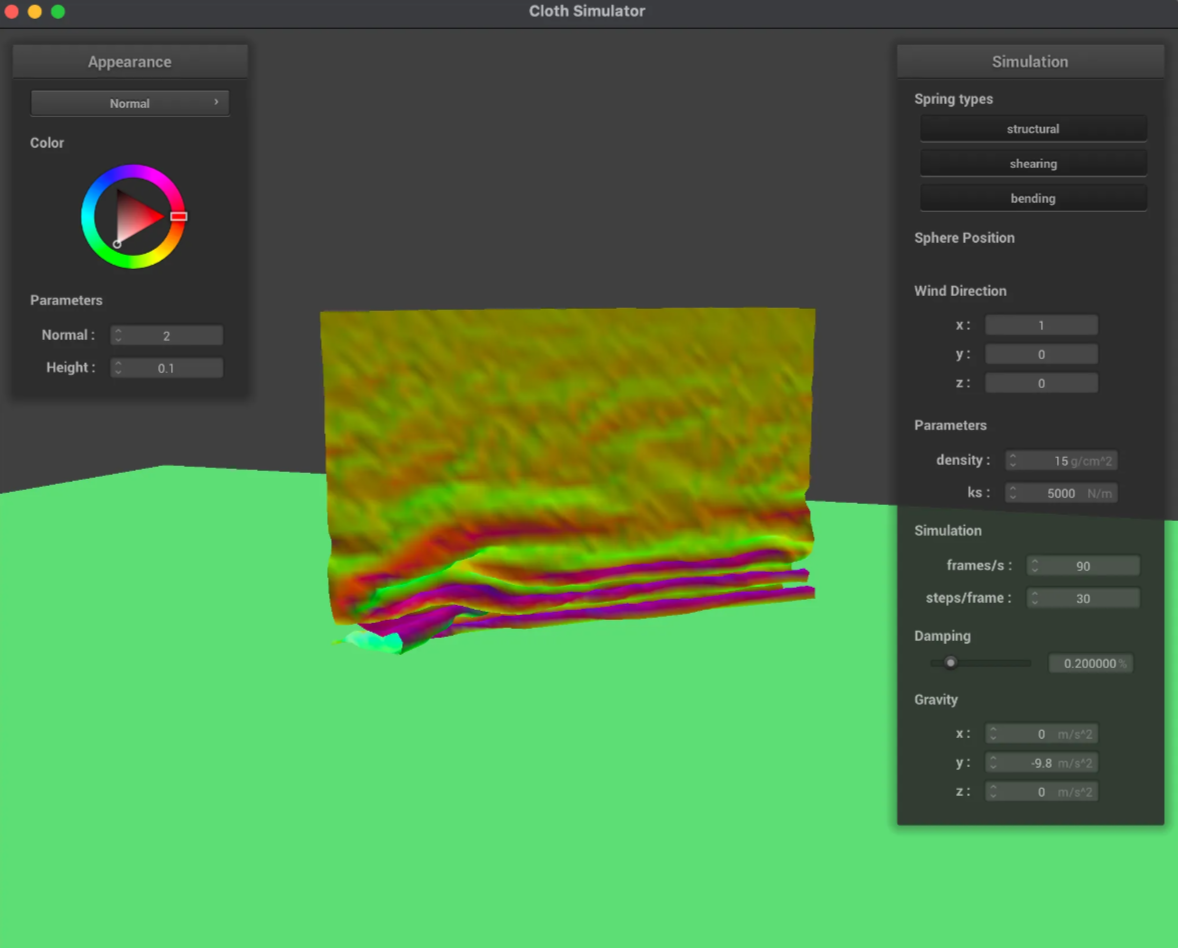 Cloth Simulator
Appearance
Normal
Color
Parameters
Normal : 2
Height : 0.1
Simulation
Spring types
structural
shearing
bending
Sphere Position
Wind Direction
x : 1
y : 0
z : 0
Parameters
density : 15 g/cm^2
ks : 5000 N/m
Simulation
frames/s : 90
steps/frame : 30
Damping
0.200000 %
Gravity
x : 0 m/s^2
y : -9.8 m/s^2
z : 0 m/s^2